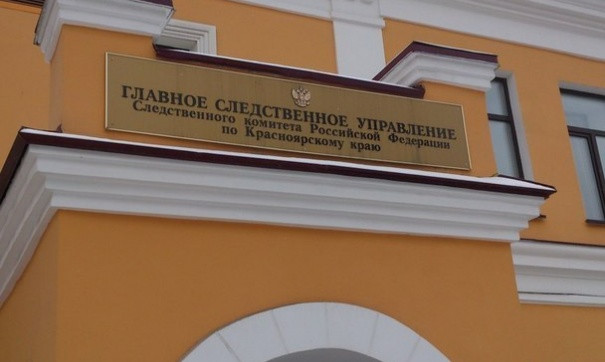 ГЛАВНОЕ СЛЕДСТВЕННОЕ УПРАВЛЕНИЕ
Следственного комитета Российской Федерации
по Красноярскому краю